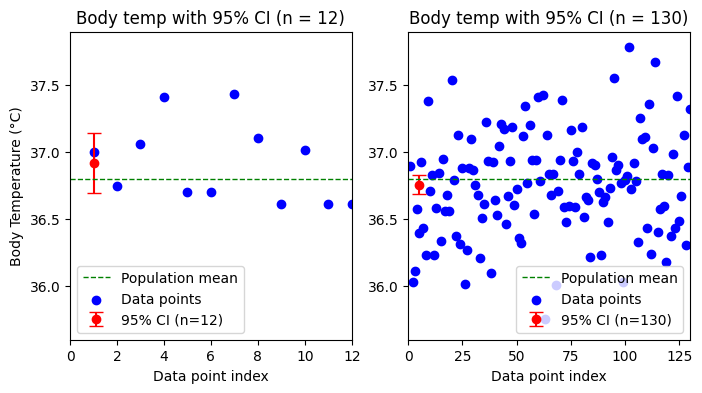 Body temp with 95% CI (n = 12)
Body Temperature (°C)
37.5
37.0
36.5
36.0
Population mean
Data points
95% CI (n=12)
0 2 4 6 8 10 12
Data point index
Body temp with 95% CI (n = 130)
37.5
37.0
36.5
36.0
Population mean
Data points
95% CI (n=130)
0 25 50 75 100 125
Data point index